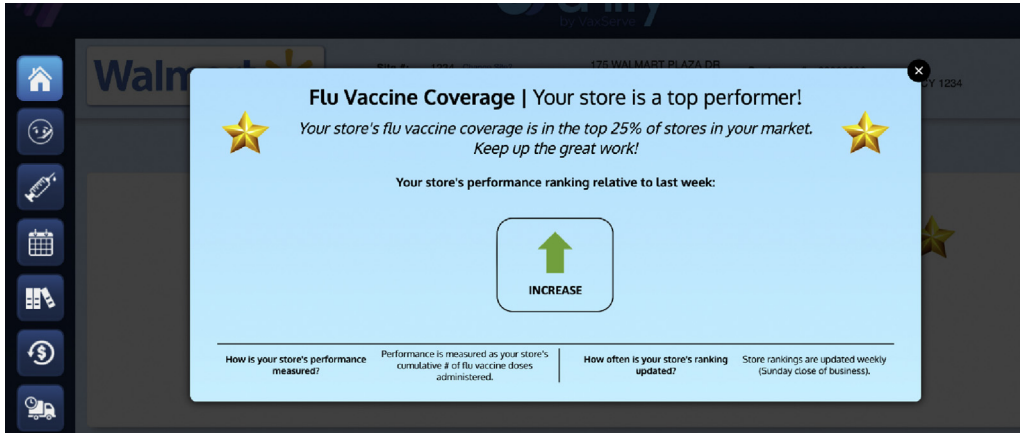 by VaxServe
Walmart
175 WALMART PLAZA DR
CY 1234
Flu Vaccine Coverage | Your store is a top performer!
Your store's flu vaccine coverage is in the top 25% of stores in your market.
Keep up the great work!
Your store's performance ranking relative to last week:
INCREASE
How is your store's performance
measured?
Performance is measured as your store's
cumulative # of flu vaccine doses
administered.
How often is your store's ranking
updated?
Store rankings are updated weekly
(Sunday close of business).